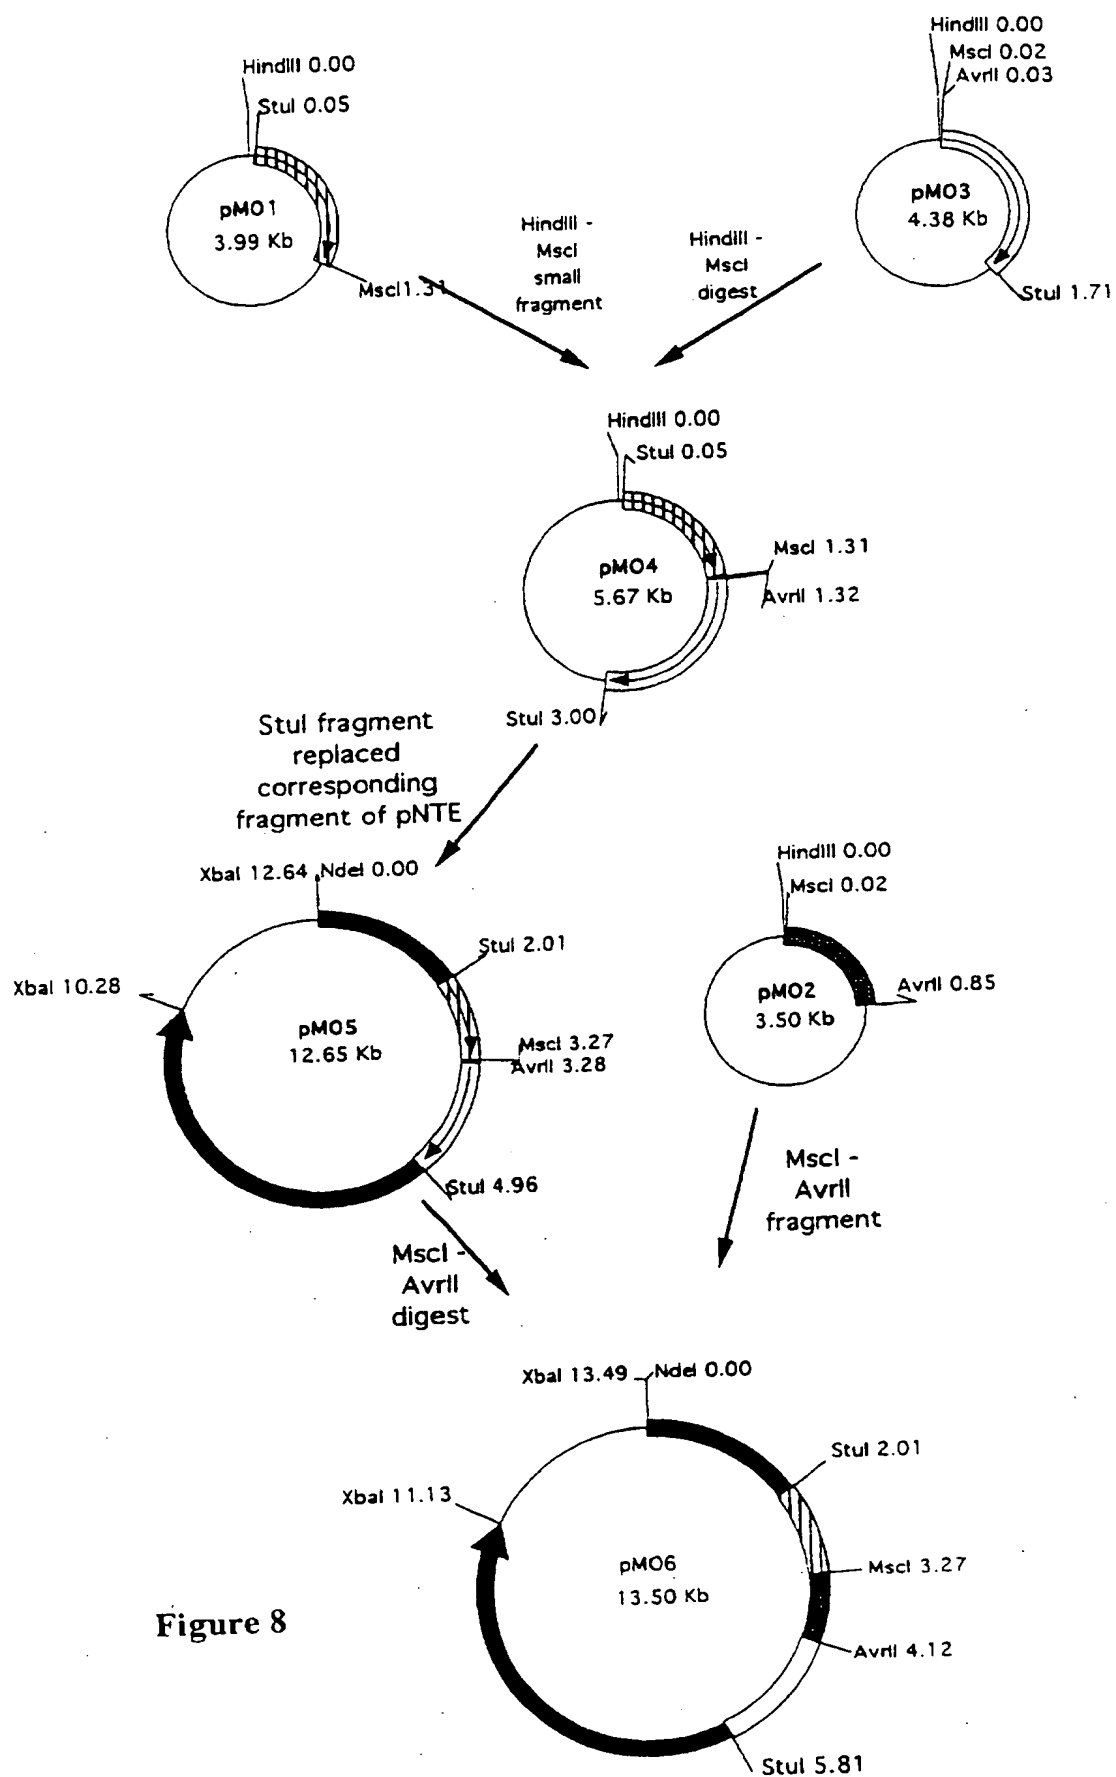 HindIII 0.00
StuI 0.05
pMO1
3.99 Kb
MscI 1.31
HindIII -
MscI
small
fragment
HindIII -
MscI
digest
HindIII 0.00
MscI 0.02
AvrII 0.03
pMO3
4.38 Kb
StuI 1.71
HindIII 0.00
StuI 0.05
pMO4
5.67 Kb
MscI 1.31
AvrII 1.32
StuI 3.00
StuI fragment
replaced
corresponding
fragment of pNTE
XbaI 12.64
NdeI 0.00
StuI 2.01
XbaI 10.28
pMO5
12.65 Kb
MscI 3.27
AvrII 3.28
StuI 4.96
HindIII 0.00
MscI 0.02
pMO2
3.50 Kb
AvrII 0.85
MscI -
AvrII
digest
MscI -
AvrII
fragment
XbaI 13.49
NdeI 0.00
StuI 2.01
XbaI 11.13
pMO6
13.50 Kb
MscI 3.27
AvrII 4.12
StuI 5.81
Figure 8